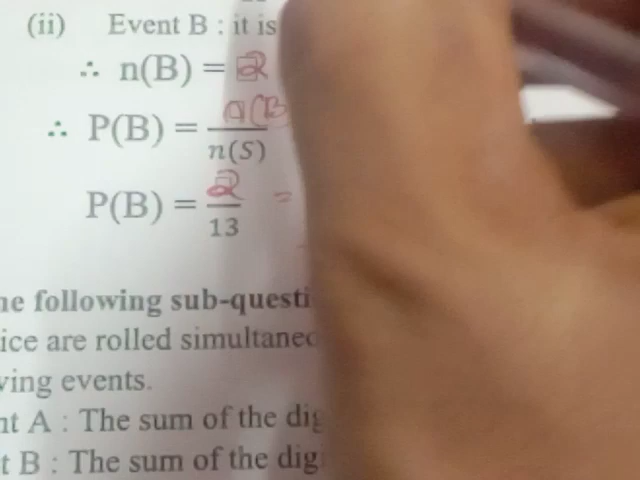 (ii) Event B : it is
∴ n(B) = 2
∴ P(B) = n(B / n(S)
P(B) = 2 / 13 =
he following sub-questi
ice are rolled simultaneo
ving events.
nt A : The sum of the dig
t B : The sum of the dig